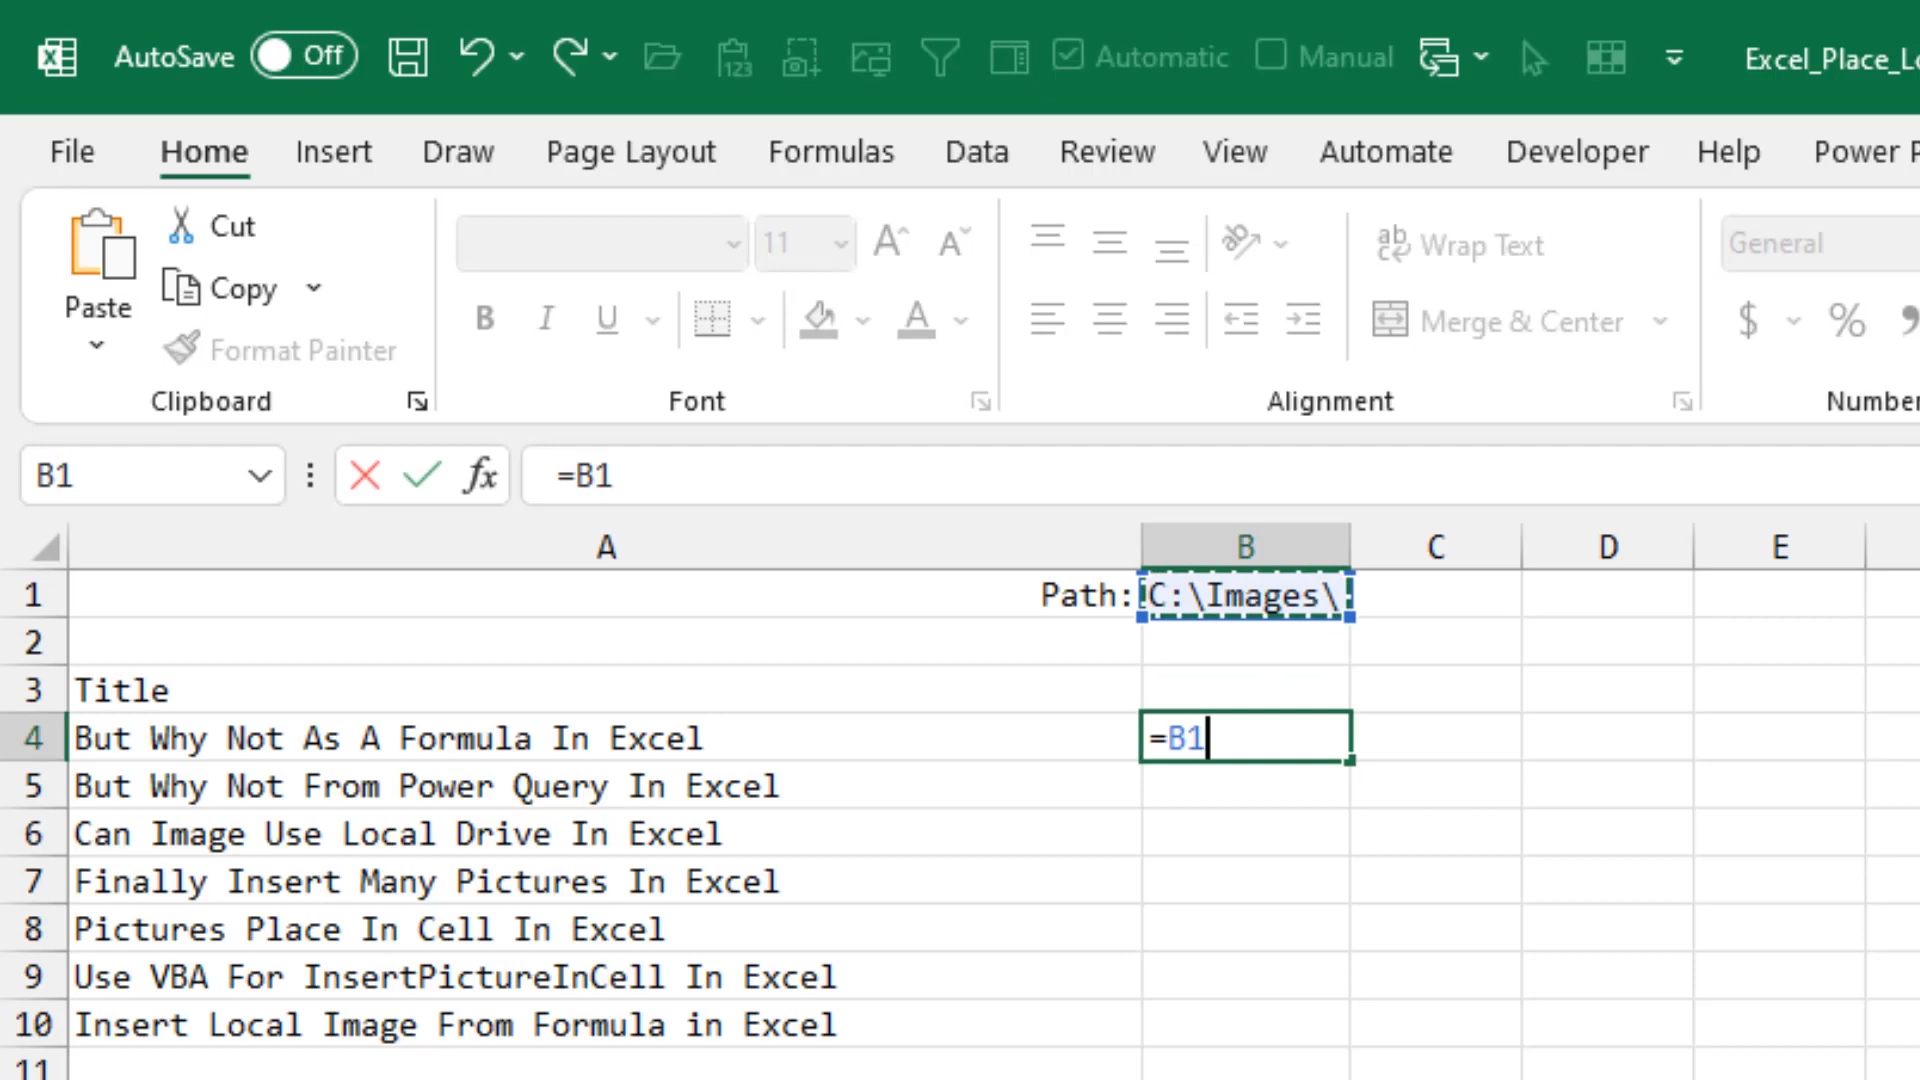 AutoSave Off 123 Automatic Manual Excel_Place_Lo
File Home Insert Draw Page Layout Formulas Data Review View Automate Developer Help Power P
Paste
Cut
Copy
Format Painter
Clipboard
11
B I U A
Font
ab
Wrap Text
Merge & Center
Alignment
General
$ %
Number
B1 fx =B1
A B C D E
1 Path: C:\Images\
2
3 Title
4 But Why Not As A Formula In Excel =B1
5 But Why Not From Power Query In Excel
6 Can Image Use Local Drive In Excel
7 Finally Insert Many Pictures In Excel
8 Pictures Place In Cell In Excel
9 Use VBA For InsertPictureInCell In Excel
10 Insert Local Image From Formula in Excel
11